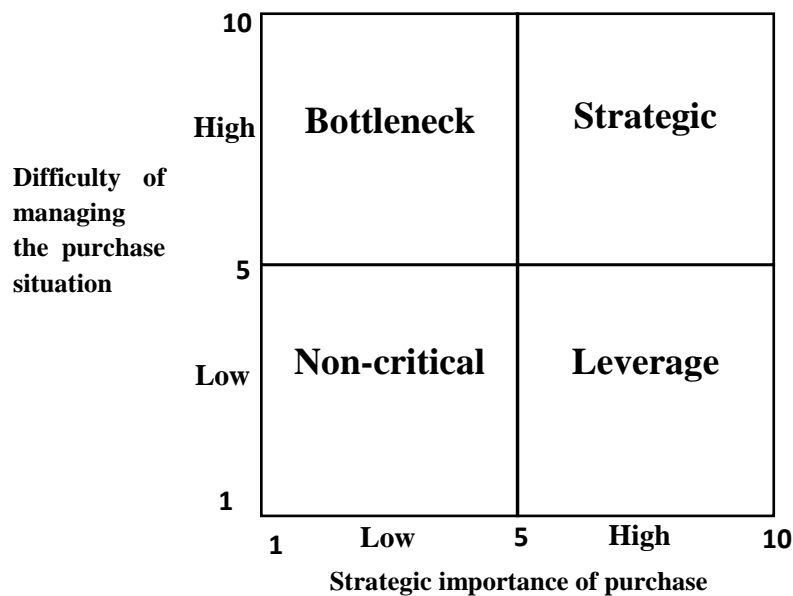 10
High
Bottleneck
Strategic
Difficulty of
managing
the purchase
situation
5
Low
Non-critical
Leverage
1
1
Low
5
High
10
Strategic importance of purchase